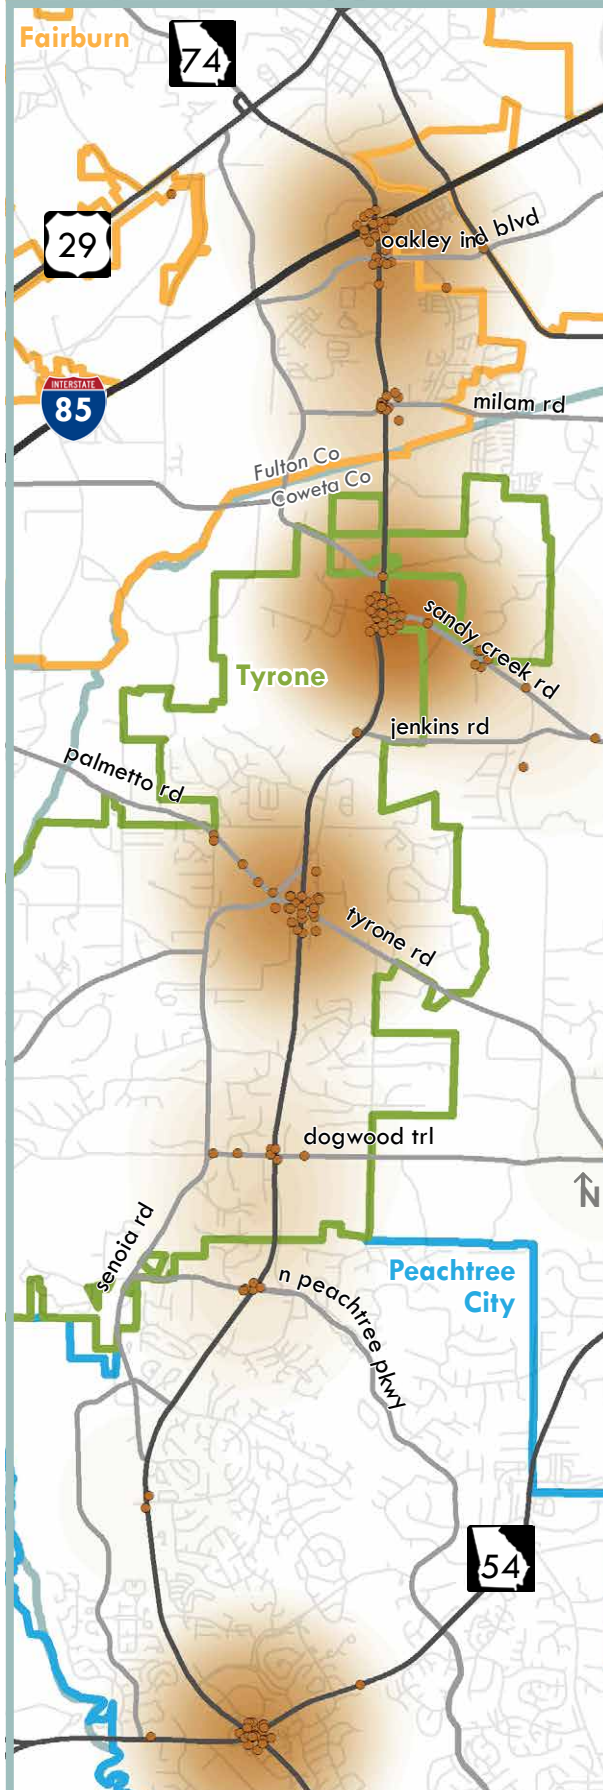 Fairburn
74
29
oakley ind blvd
INTERSTATE
85
milam rd
Fulton Co
Coweta Co
sandy creek rd
Tyrone
jenkins rd
palmetto rd
tyrone rd
dogwood trl
N
senoia rd
n peachtree pkwy
Peachtree
City
54